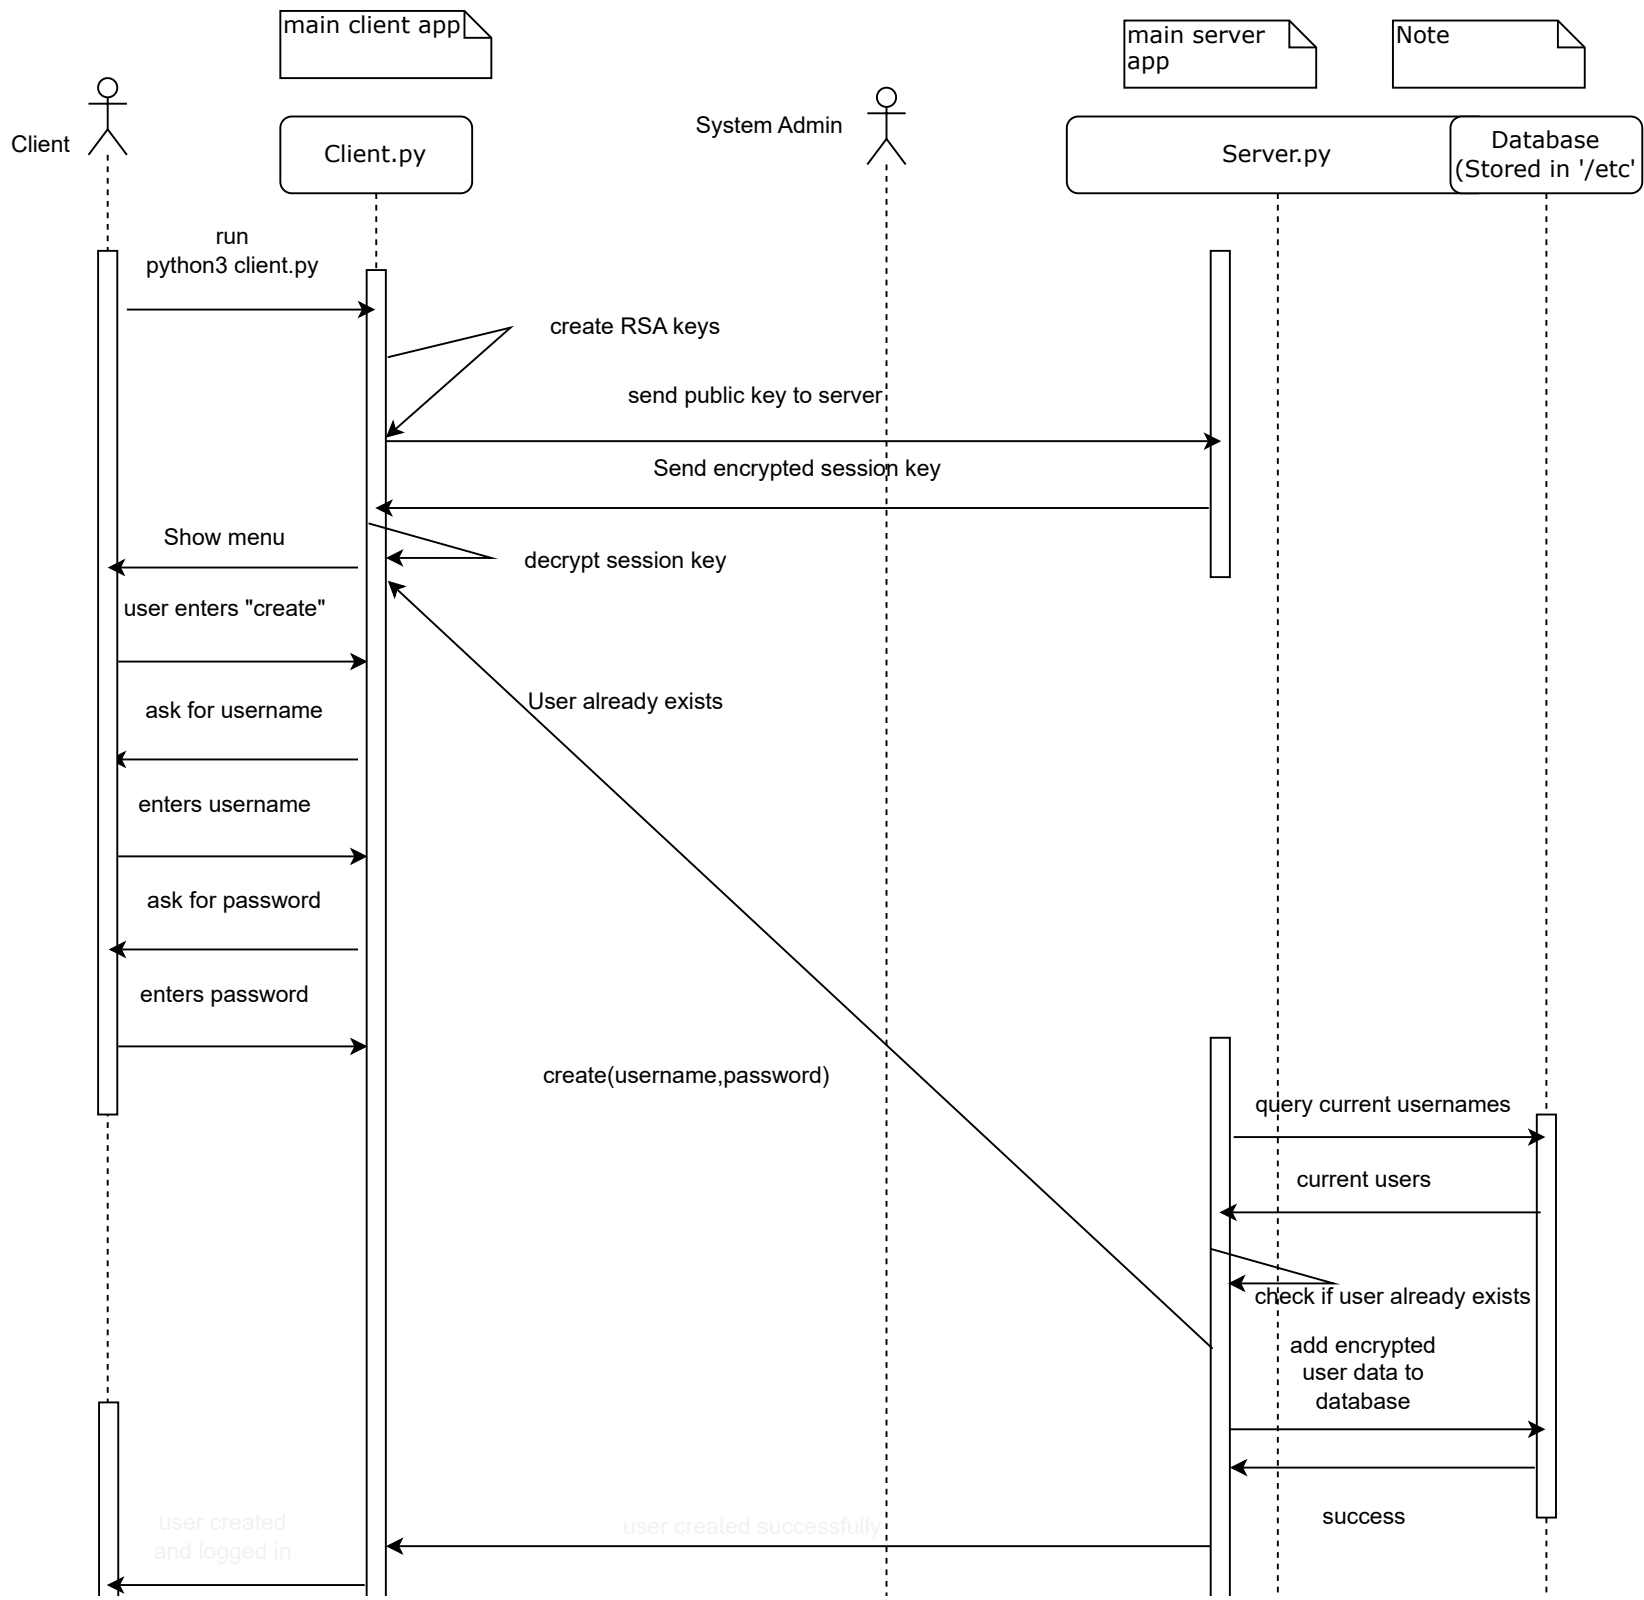 main client app
main server
app
Note
Client
Client.py
System Admin
Server.py
Database
(Stored in '/etc'
run
python3 client.py
create RSA keys
send public key to server
Send encrypted session key
Show menu
decrypt session key
user enters "create"
User already exists
ask for username
enters username
ask for password
enters password
create(username,password)
query current usernames
current users
check if user already exists
add encrypted
user data to
database
success
user created
and logged in
user created successfully